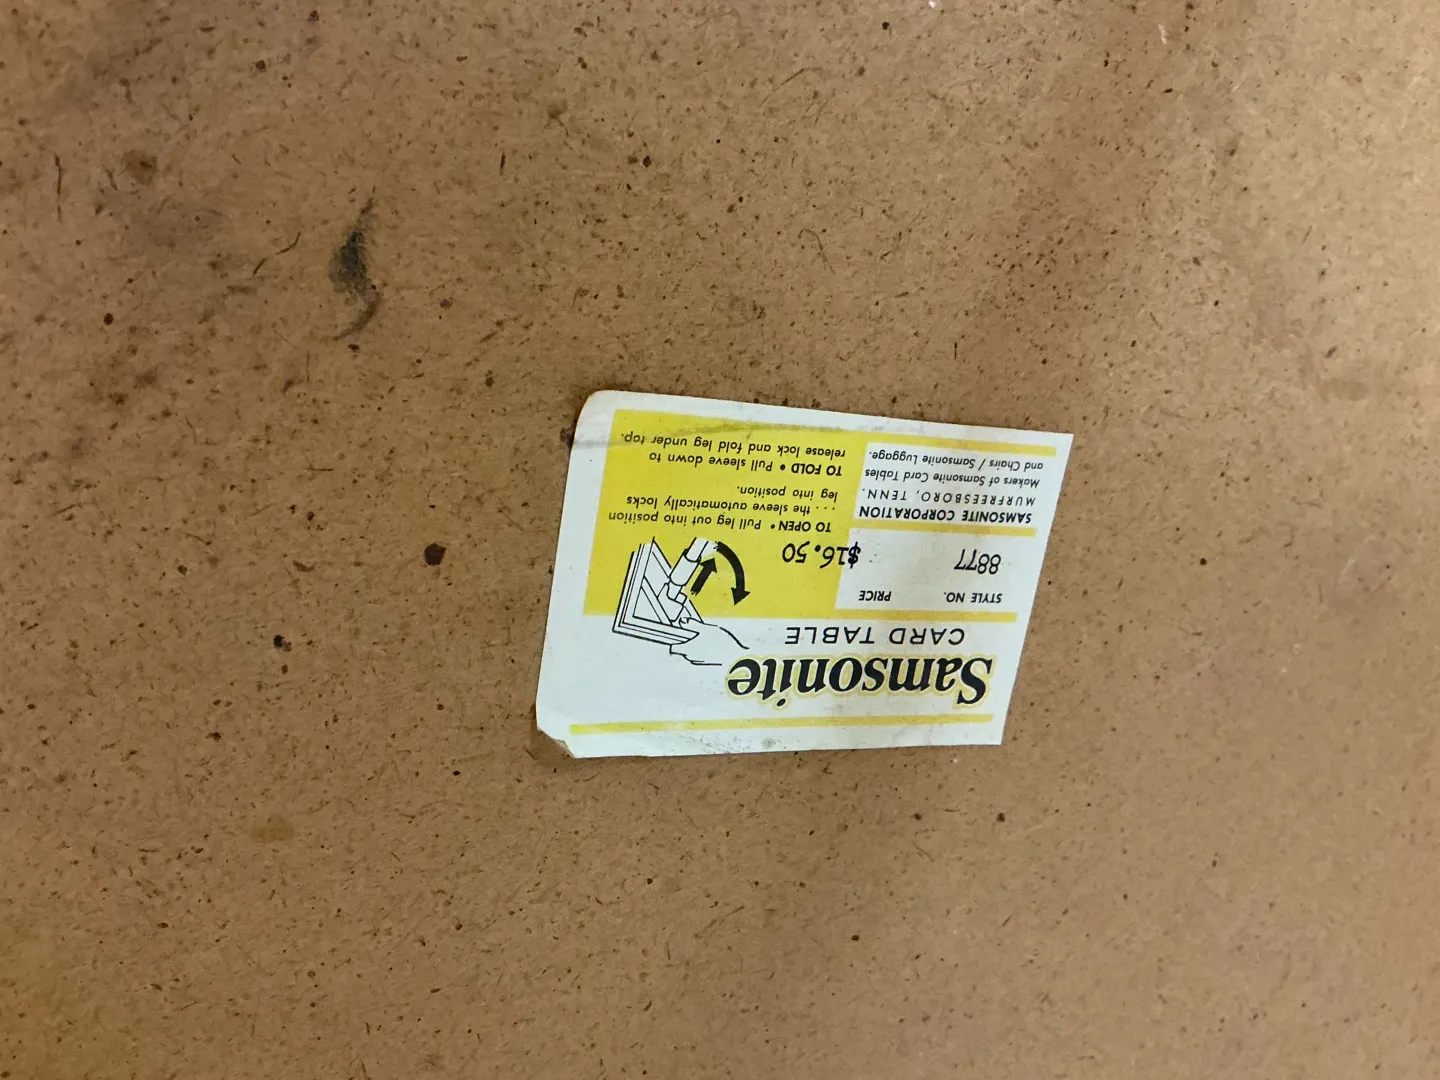 Samsonite
CARD TABLE
STYLE NO. PRICE
8877 $16.50
SAMSONITE CORPORATION
MURFREESBORO, TENN.
Makers of Samsonite Card Tables
and Chairs / Samsonite Luggage.
TO OPEN • Pull leg out into position
. . . . the sleeve automatically locks
leg into position.
TO FOLD • Pull sleeve down to
release lock and fold leg under top.